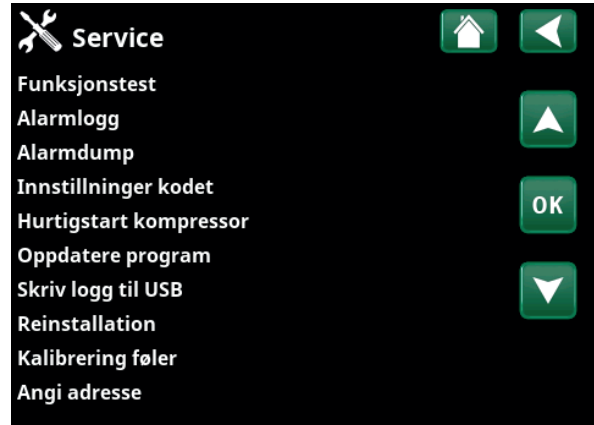 Service
Funksjonstest
Alarmlogg
Alarmdump
Innstillninger kodet
OK
Hurtigstart kompressor
Oppdatere program
Skriv logg til USB
Reinstallation
Kalibrering føler
Angi adresse